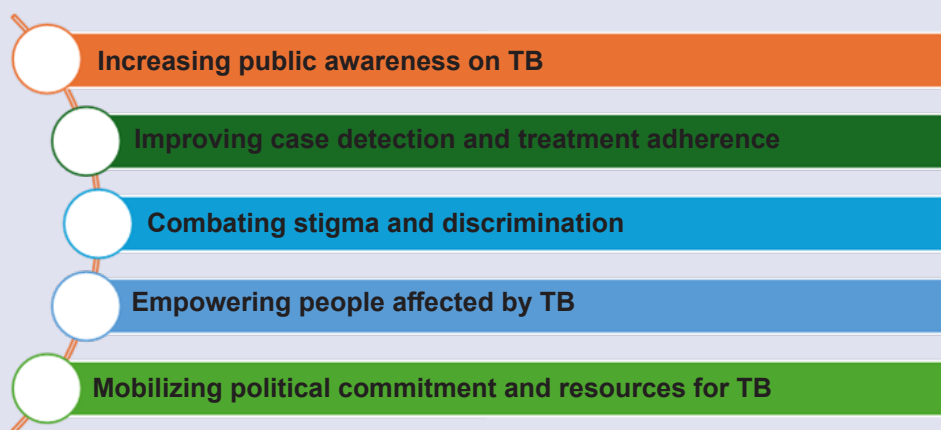 Increasing public awareness on TB
Improving case detection and treatment adherence
Combating stigma and discrimination
Empowering people affected by TB
Mobilizing political commitment and resources for TB